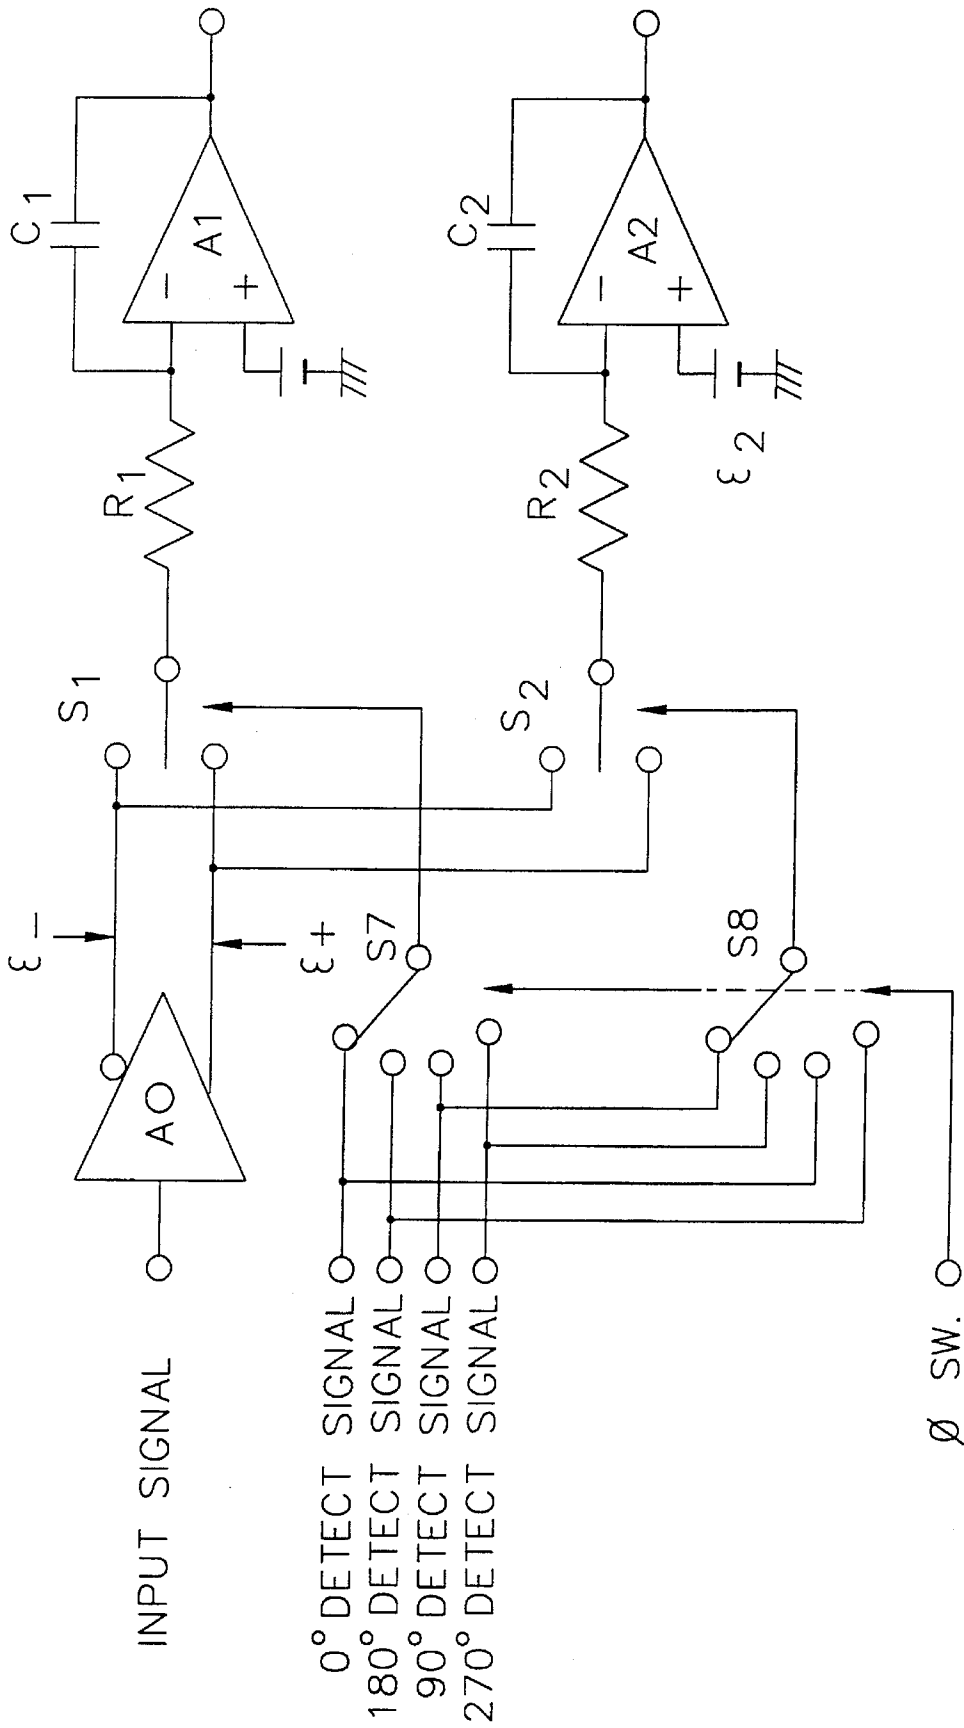 INPUT SIGNAL
A0
ε −
ε +
S1
R1
C1
A1
−
+
0° DETECT SIGNAL
180° DETECT SIGNAL
90° DETECT SIGNAL
270° DETECT SIGNAL
S7
S8
S2
R2
C2
A2
−
+
ε2
Ø SW.